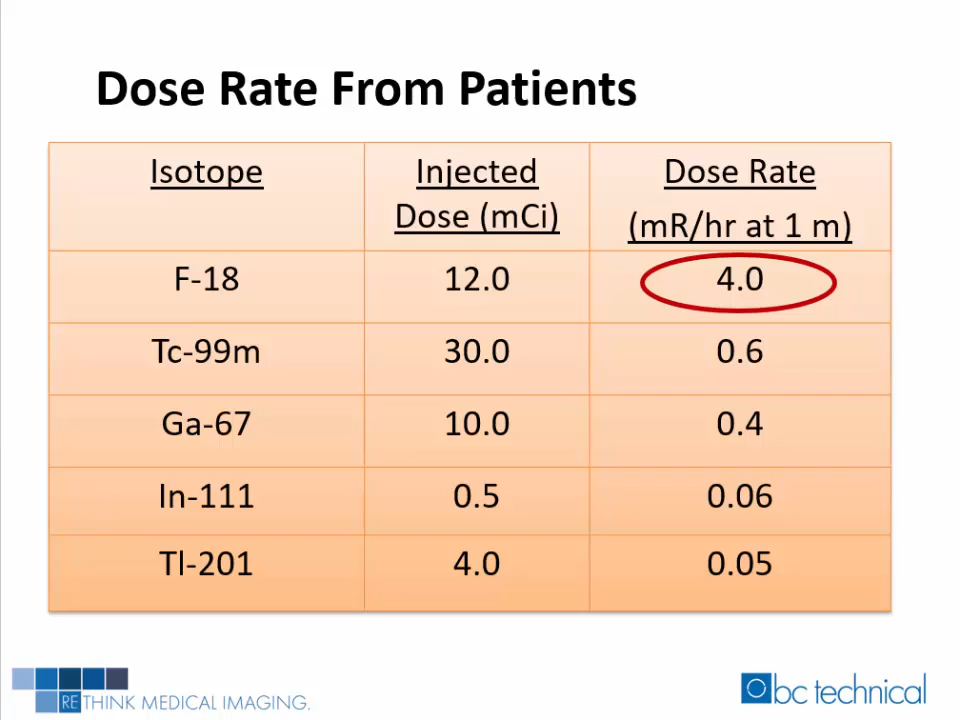 Dose Rate From Patients
Isotope
Injected
Dose (mCi)
Dose Rate
(mR/hr at 1 m)
F-18 12.0 4.0
Tc-99m 30.0 0.6
Ga-67 10.0 0.4
In-111 0.5 0.06
Tl-201 4.0 0.05
RETHINK MEDICAL IMAGING.
bc technical